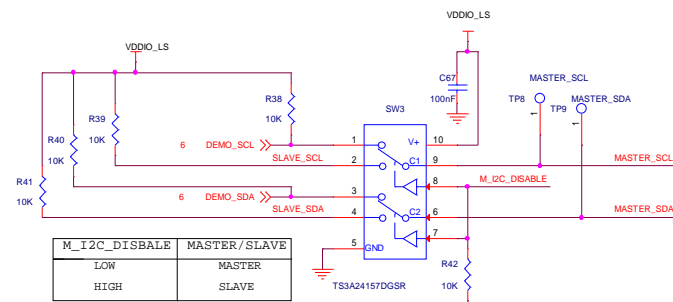 VDDIO_LS
VDDIO_LS
C67
100nF
MASTER_SCL
TP8
MASTER_SDA
TP9
1
1
R38
10K
R39
10K
R40
10K
R41
10K
SW3
6 DEMO_SCL
SLAVE_SCL
6 DEMO_SDA
SLAVE_SDA
1
2
3
4
5
GND
V+
C1
C2
10
9
8
6
7
MASTER_SCL
M_I2C_DISABLE
MASTER_SDA
R42
10K
TS3A24157DGSR
M_I2C_DISBALE MASTER/SLAVE
LOW MASTER
HIGH SLAVE